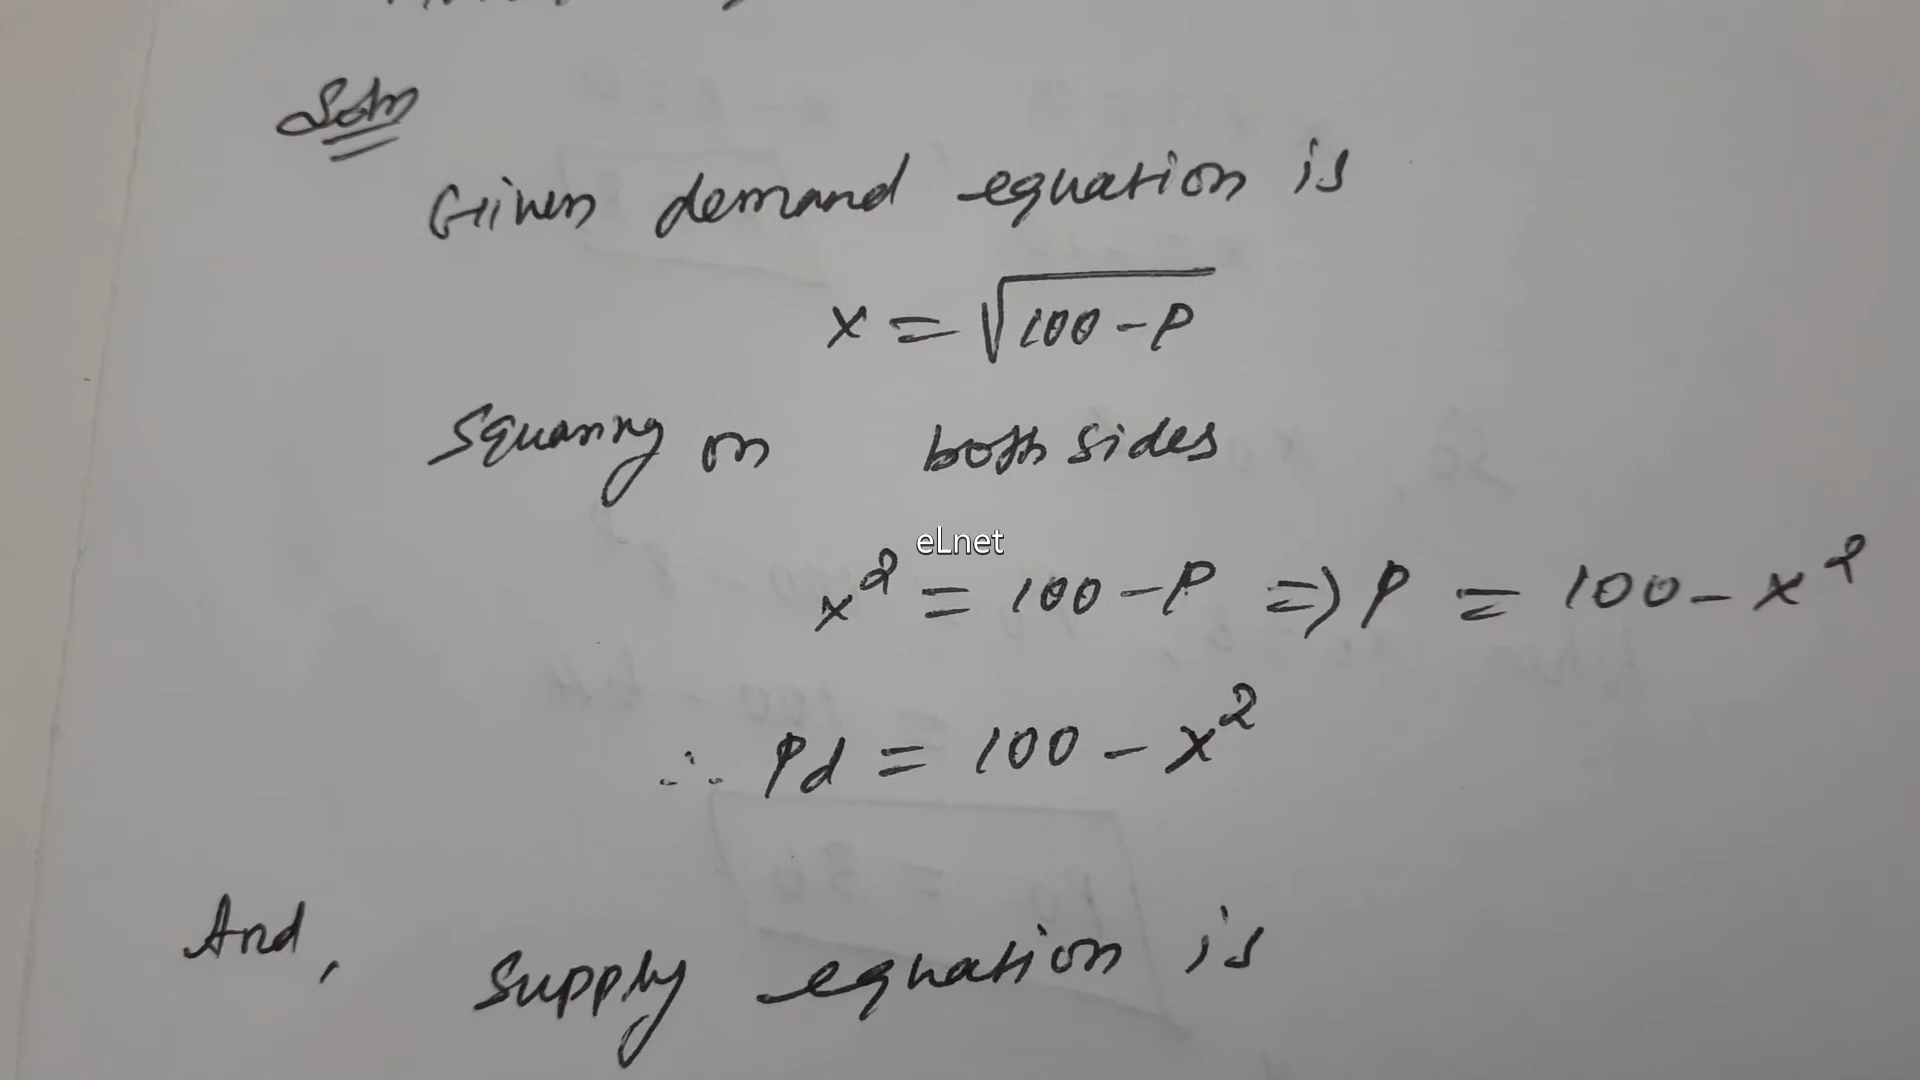 Soln
Given demand equation is
x = √100 - P
Squaring on both sides
eLnet
x² = 100 - P => P = 100 - x²
∴ Pd = 100 - x²
And, Supply equation is